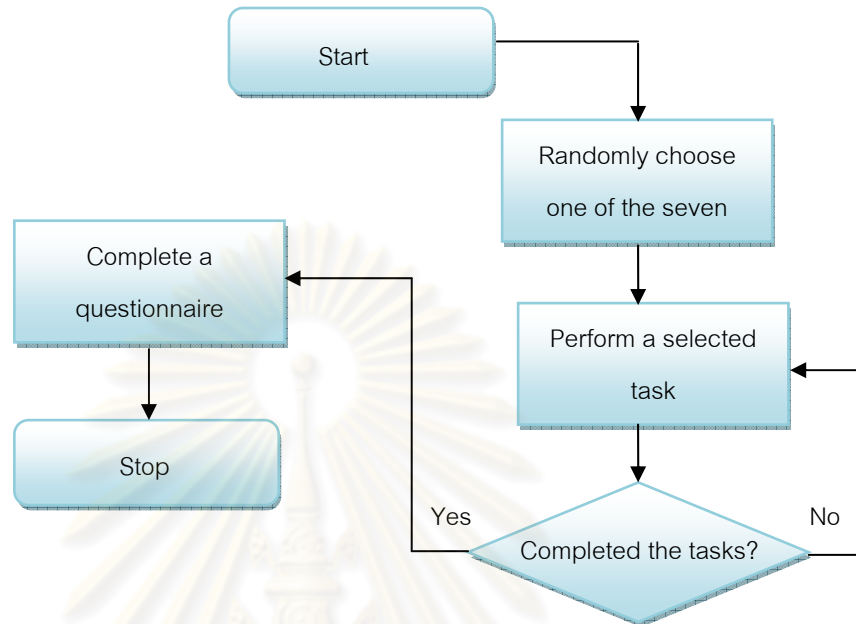 Start
Randomly choose
one of the seven
Perform a selected
task
Completed the tasks?
Yes
No
Complete a
questionnaire
Stop